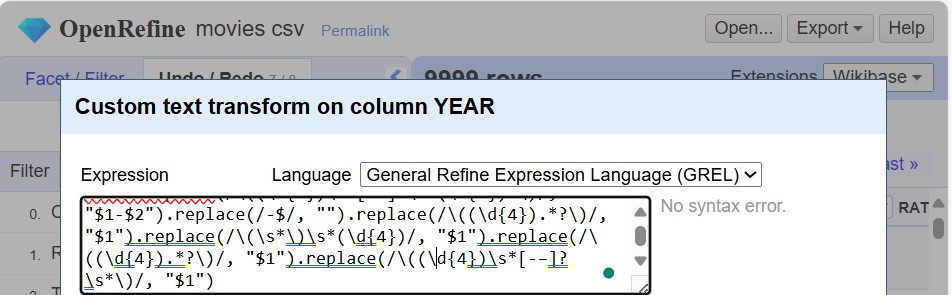 OpenRefine movies csv Permalink Open... Export Help
Facet / Filter Undo / Redo 7 / 8 9999 rows Extensions Wikibase
Custom text transform on column YEAR
Filter
Expression Language General Refine Expression Language (GREL) ast »
"$1-$2").replace(/-$/, "").replace(/\((\d{4}).*?\)/, No syntax error.
0. RAT
"$1").replace(/\(\s*\)\s*(\d{4})/, "$1").replace(/\
1. ((\d{4}).*?\)/, "$1").replace(/\((\d{4})\s*[--]?
\s*\)/, "$1")
2.